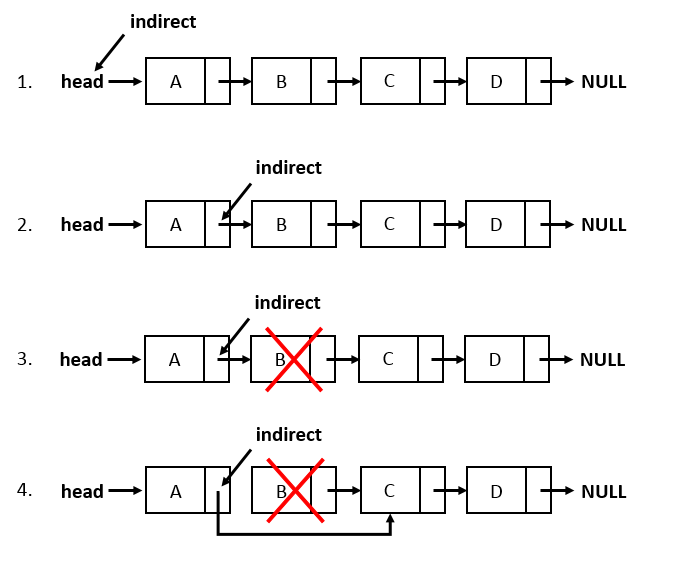 indirect
1. head A B C D NULL
indirect
2. head A B C D NULL
indirect
3. head A B C D NULL
indirect
4. head A B C D NULL